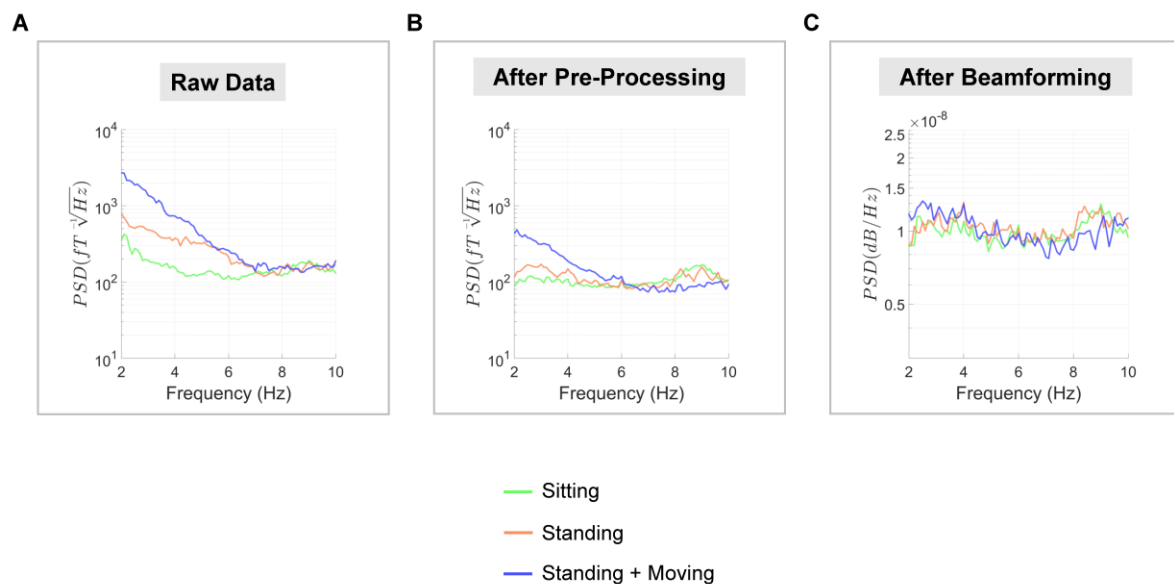 A
B
C
Raw Data
After Pre-Processing
After Beamforming
10^4
10^3
10^2
10^1
PSD(fT ^-1√Hz)
2 4 6 8 10
Frequency (Hz)
10^4
10^3
10^2
10^1
PSD(fT ^-1√Hz)
2 4 6 8 10
Frequency (Hz)
×10^-8
2.5
2
1.5
1
0.5
PSD(dB/Hz)
2 4 6 8 10
Frequency (Hz)
Sitting
Standing
Standing + Moving